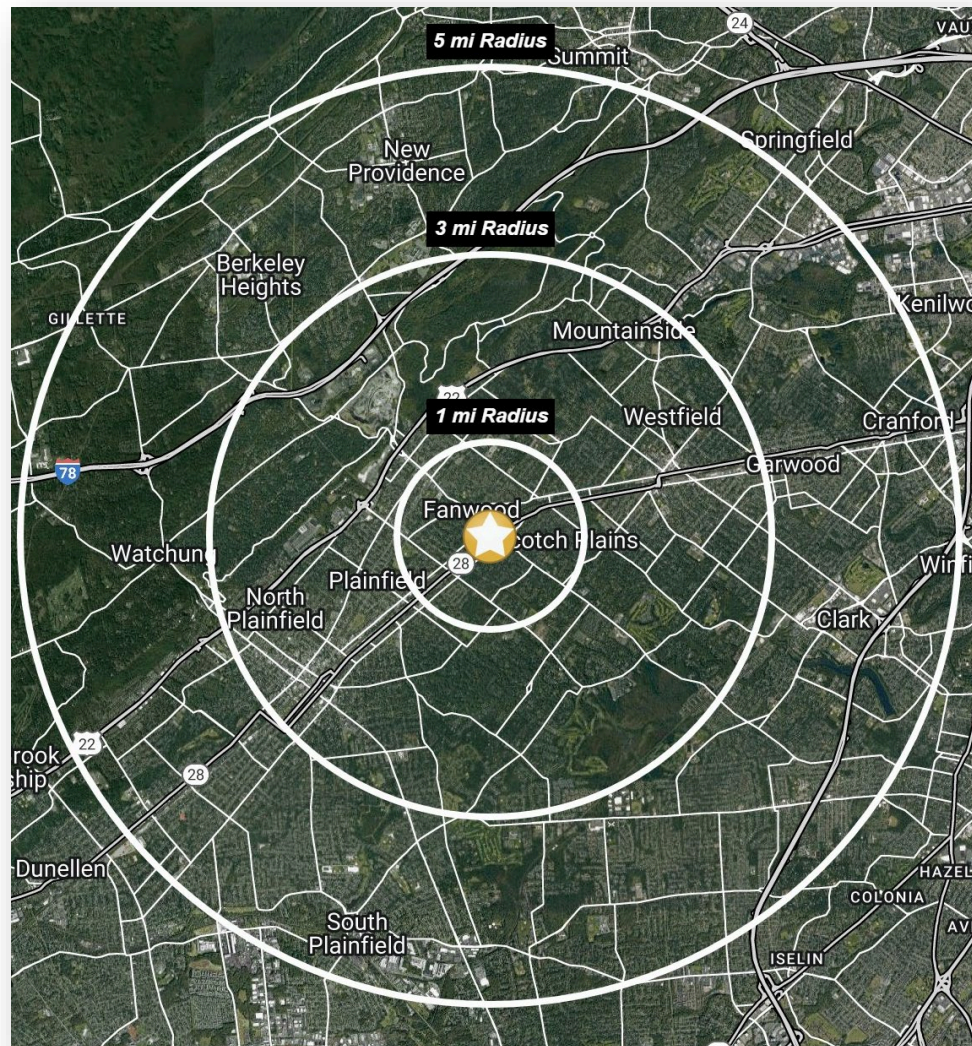 24
VAU
5 mi Radius
Summit
Springfield
New
Providence
3 mi Radius
Berkeley
Heights
Kenilwo
GILLETTE
Mountainside
22
1 mi Radius
Westfield
Cranford
Garwood
78
Fanwood
cotch Plains
Watchung
28
Plainfield
Winfi
North
Plainfield
Clark
22
rook
ship
28
Dunellen
HAZEL
COLONIA
South
Plainfield
AV
ISELIN